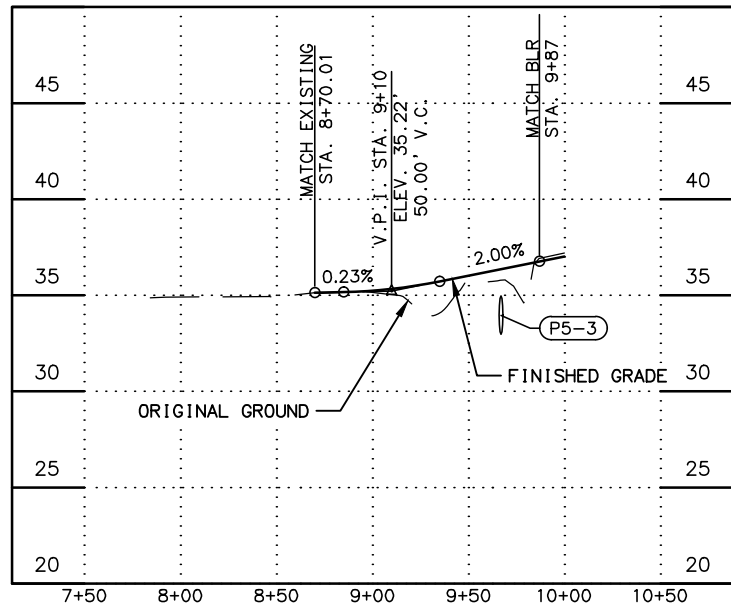 MATCH EXISTING
STA. 8+70.01
V.P.I. STA. 9+10
ELEV. 35.22'
50.00' V.C.
MATCH BLR
STA. 9+87
45
45
40
40
35
0.23%
2.00%
35
P5-3
30
FINISHED GRADE
30
ORIGINAL GROUND
25
25
20
20
7+50
8+00
8+50
9+00
9+50
10+00
10+50